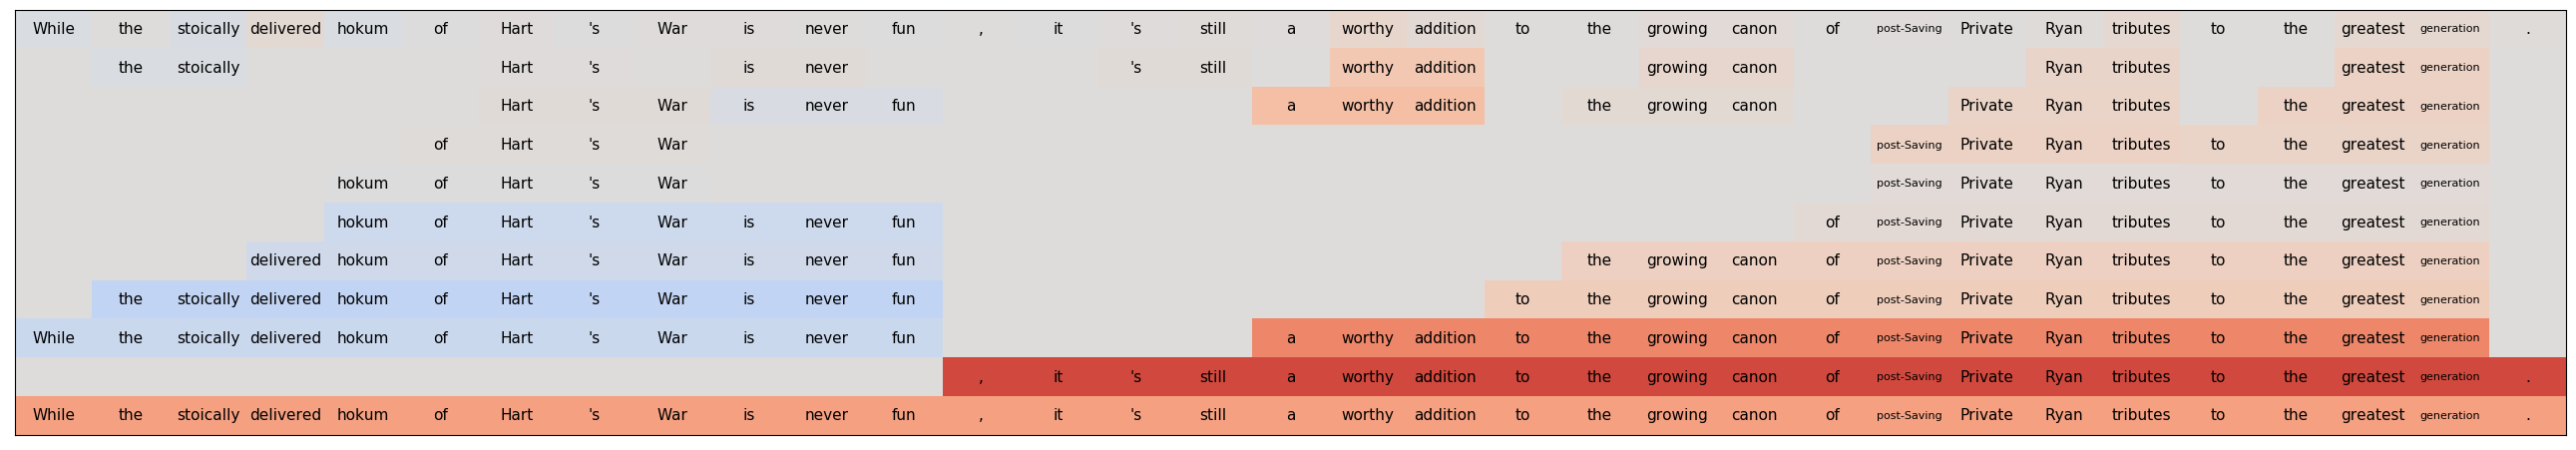 While the stoically delivered hokum of Hart 's War is never fun , it 's still a worthy addition to the growing canon of post-Saving Private Ryan tributes to the greatest generation .
the stoically Hart 's is never 's still worthy addition growing canon Ryan tributes greatest generation
Hart 's War is never fun a worthy addition the growing canon Private Ryan tributes the greatest generation
of Hart 's War post-Saving Private Ryan tributes to the greatest generation
hokum of Hart 's War post-Saving Private Ryan tributes to the greatest generation
hokum of Hart 's War is never fun of post-Saving Private Ryan tributes to the greatest generation
delivered hokum of Hart 's War is never fun the growing canon of post-Saving Private Ryan tributes to the greatest generation
the stoically delivered hokum of Hart 's War is never fun to the growing canon of post-Saving Private Ryan tributes to the greatest generation
While the stoically delivered hokum of Hart 's War is never fun a worthy addition to the growing canon of post-Saving Private Ryan tributes to the greatest generation
, it 's still a worthy addition to the growing canon of post-Saving Private Ryan tributes to the greatest generation .
While the stoically delivered hokum of Hart 's War is never fun , it 's still a worthy addition to the growing canon of post-Saving Private Ryan tributes to the greatest generation .